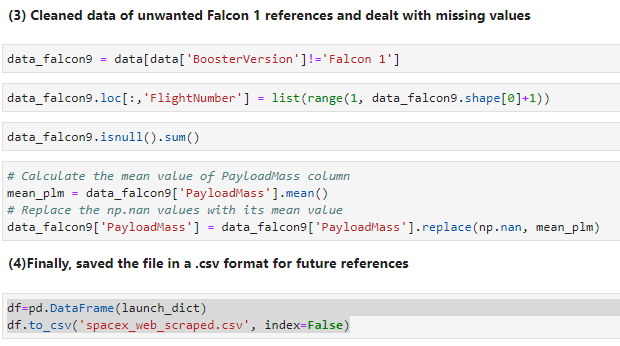 (3) Cleaned data of unwanted Falcon 1 references and dealt with missing values
data_falcon9 = data[data['BoosterVersion']!='Falcon 1']
data_falcon9.loc[:,'FlightNumber'] = list(range(1, data_falcon9.shape[0]+1))
data_falcon9.isnull().sum()
# Calculate the mean value of PayloadMass column
mean_plm = data_falcon9['PayloadMass'].mean()
# Replace the np.nan values with its mean value
data_falcon9['PayloadMass'] = data_falcon9['PayloadMass'].replace(np.nan, mean_plm)
(4)Finally, saved the file in a .csv format for future references
df=pd.DataFrame(launch_dict)
df.to_csv('spacex_web_scraped.csv', index=False)